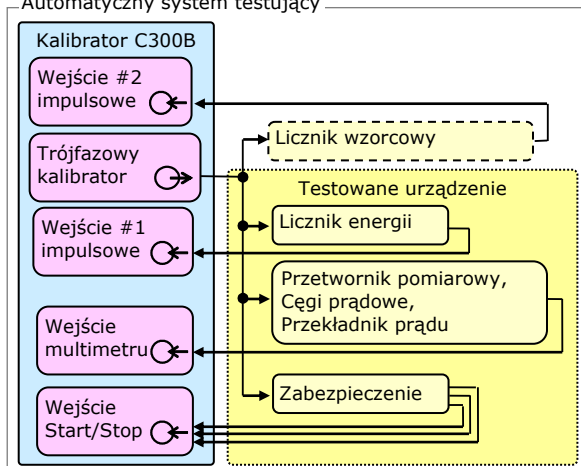 Automatyczny system testujący
Kalibrator C300B
Wejście #2
impulsowe
Trójfazowy
kalibrator
Wejście #1
impulsowe
Wejście
multimetru
Wejście
Start/Stop
Licznik wzorcowy
Testowane urządzenie
Licznik energii
Przetwornik pomiarowy,
Cęgi prądowe,
Przekładnik prądu
Zabezpieczenie